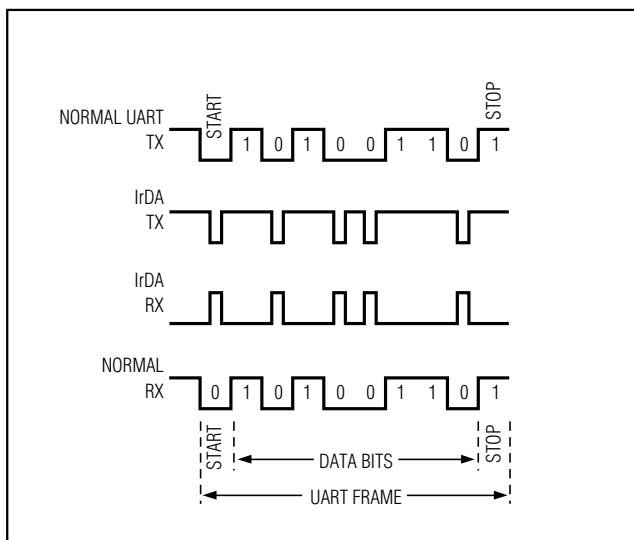 NORMAL UART
TX
START
STOP
1 0 1 0 0 1 1 0 1
IrDA
TX
IrDA
RX
NORMAL
RX
0 1 0 1 0 0 1 1 0 1
START
DATA BITS
STOP
UART FRAME